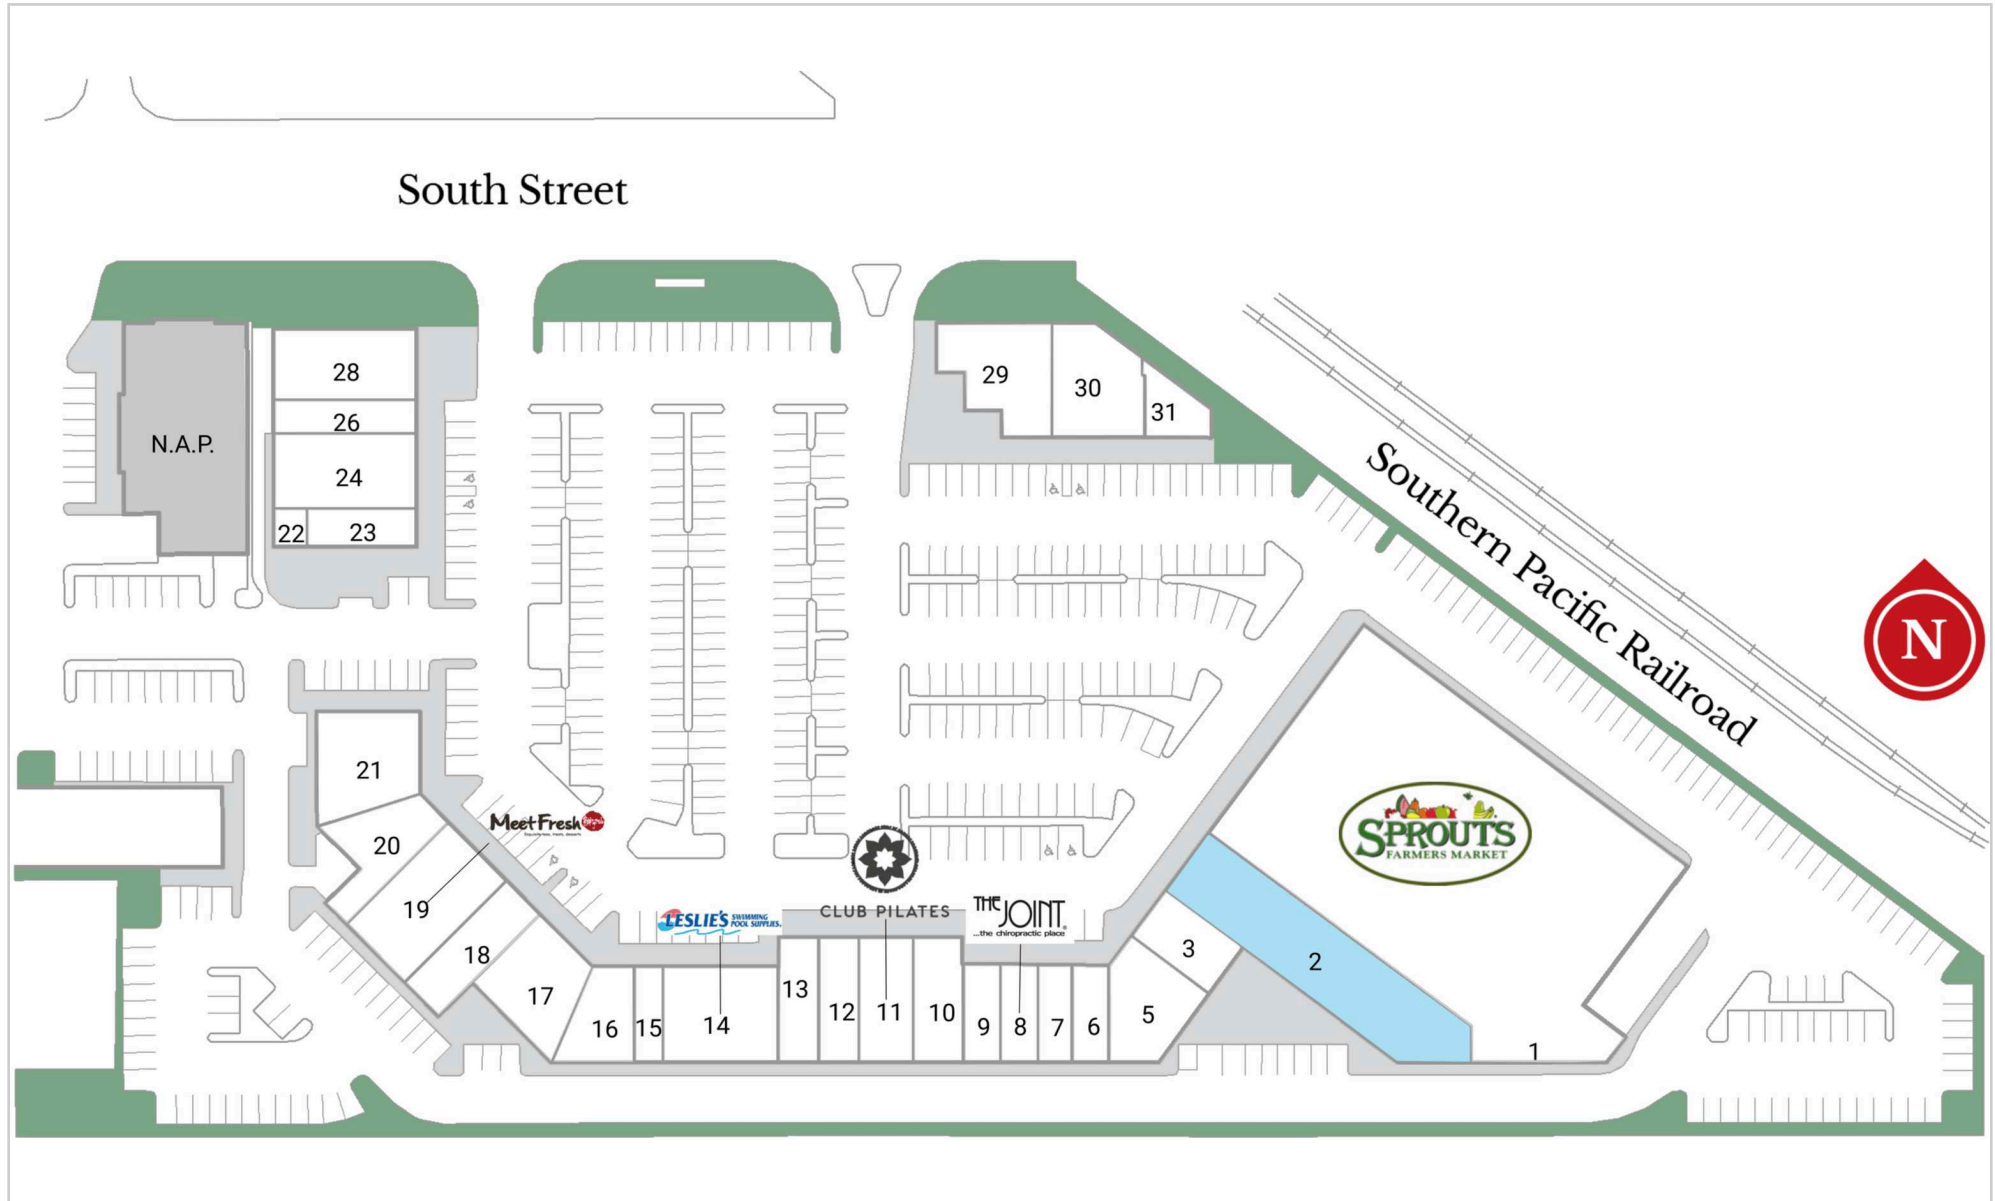 South Street
28
26
24
22
23
N.A.P.
29
30
31
Southern Pacific Railroad
N
21
20
19
Meet Fresh
18
17
16
15
LESLIE'S SWIMMING
POOL SUPPLIES.
14
13
12
CLUB PILATES
11
10
9
THE JOINT
...the chiropractic place
8
7
6
5
3
2
SPROUTS
FARMERS MARKET
1